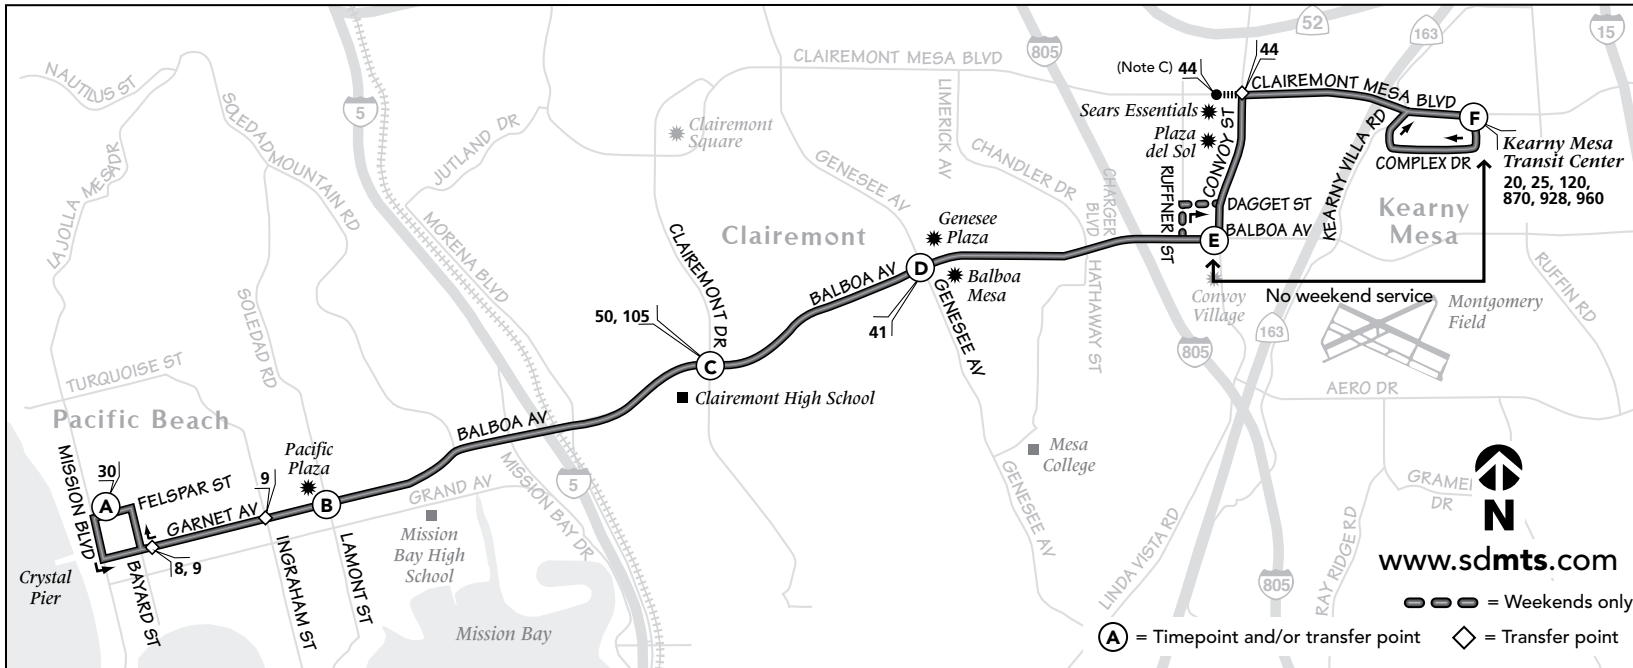 52
163
15
805
5
CLAIREMONT MESA BLVD
44
(Note C) 44
CLAIREMONT MESA BLVD
NAUTILUS ST
SOLEDAD MOUNTAIN RD
JUTLAND DR
Clairemont
Square
LIMERICK AV
Sears Essentials
Plaza
del Sol
CONVOY ST
KEARNY VILLA RD
F
Kearny Mesa
Transit Center
20, 25, 120,
870, 928, 960
COMPLEX DR
LA JOLLA MESA DR
GENESEE AV
CHANDLER DR
CHARGER
BLVD
RUFFNER ST
DAGGET ST
Kearny
Mesa
MORENA BLVD
CLAIREMONT DR
Clairemont
Genesee
Plaza
E
BALBOA AV
BALBOA AV
D
Balboa
Mesa
GENESEE AV
HATHAWAY ST
RUFFIN RD
Convoy
Village
No weekend service
Montgomery
Field
SOLEDAD RD
50, 105
41
163
805
TURQUOISE ST
C
Clairemont High School
AERO DR
Pacific Beach
BALBOA AV
Pacific
Plaza
Mesa
College
MISSION BLVD
30
A
FELSPAR ST
9
GARNET AV
B
GRAND AV
5
MISSION BAY DR
GENESEE AV
GRAMER
DR
N
Mission
Bay High
School
8, 9
INGRAHAM ST
LAMONT ST
BAYARD ST
Crystal
Pier
Mission Bay
LINDA VISTA RD
805
RAY RIDGE RD
www.sdmts.com
= Weekends only
A = Timepoint and/or transfer point
= Transfer point